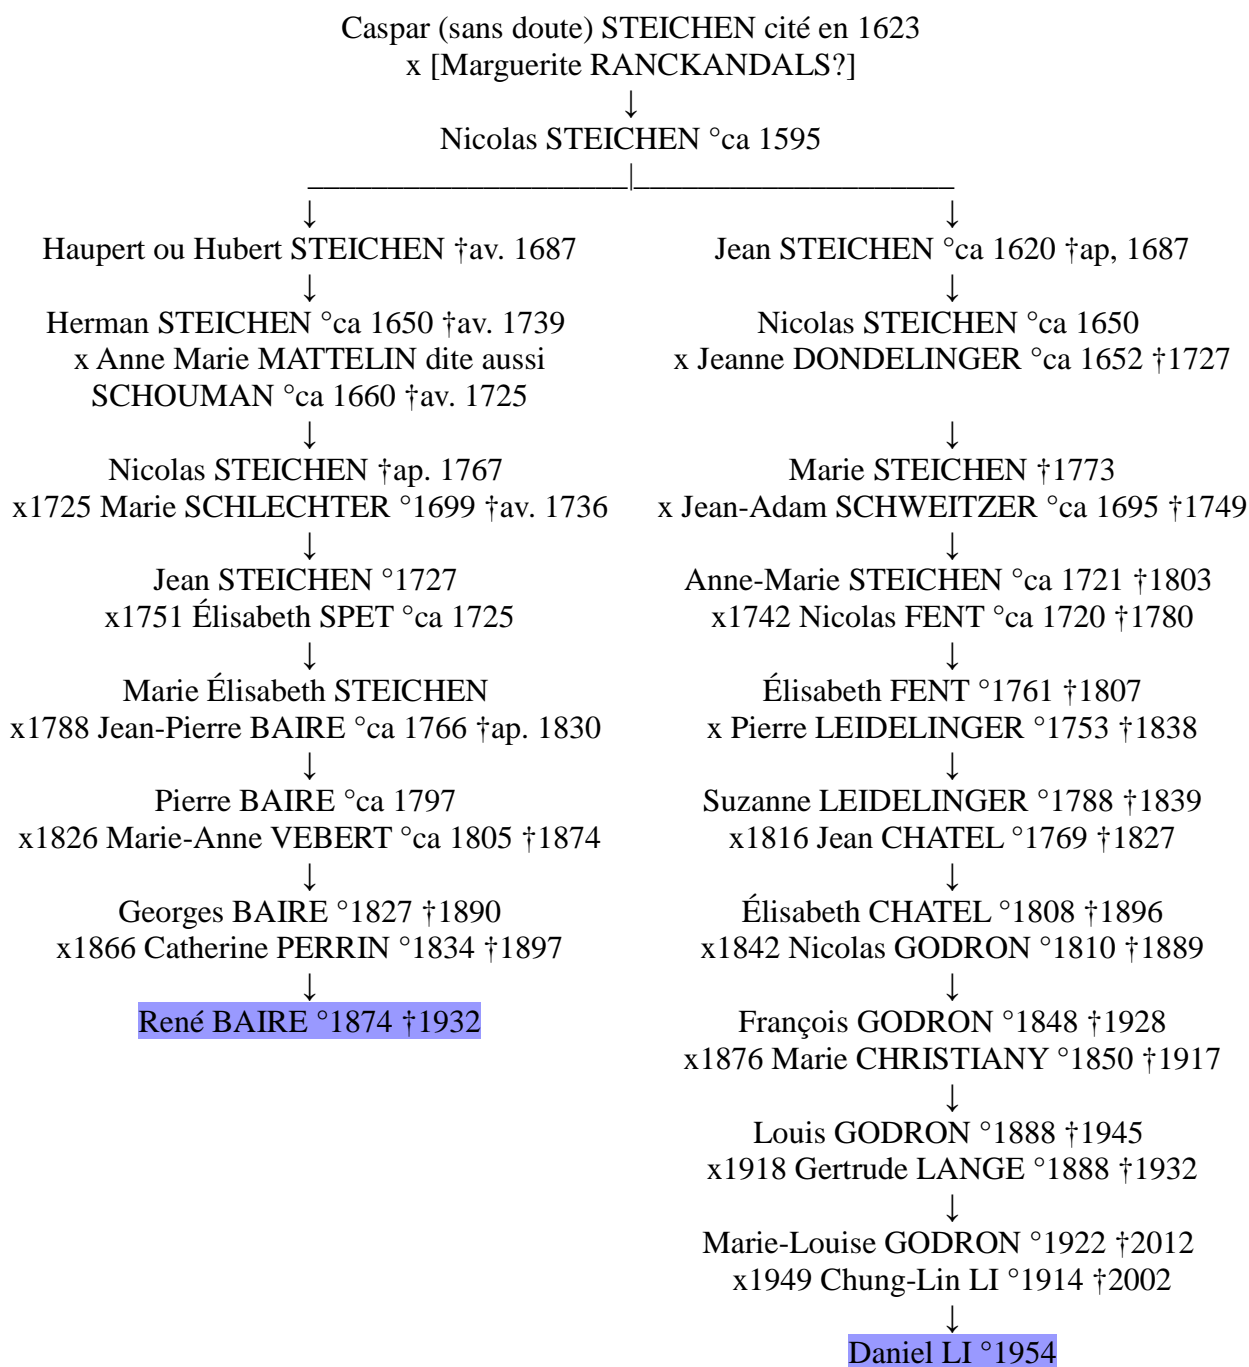 Caspar (sans doute) STEICHEN cité en 1623
x [Marguerite RANCKANDALS?]
↓
Nicolas STEICHEN °ca 1595
↓
Haupert ou Hubert STEICHEN †av. 1687
↓
Herman STEICHEN °ca 1650 †av. 1739
x Anne Marie MATTELIN dite aussi
SCHOUMAN °ca 1660 †av. 1725
↓
Nicolas STEICHEN †ap. 1767
x1725 Marie SCHLECHTER °1699 †av. 1736
↓
Jean STEICHEN °1727
x1751 Élisabeth SPET °ca 1725
↓
Marie Élisabeth STEICHEN
x1788 Jean-Pierre BAIRE °ca 1766 †ap. 1830
↓
Pierre BAIRE °ca 1797
x1826 Marie-Anne VEBERT °ca 1805 †1874
↓
Georges BAIRE °1827 †1890
x1866 Catherine PERRIN °1834 †1897
↓
René BAIRE °1874 †1932
↓
Jean STEICHEN °ca 1620 †ap, 1687
↓
Nicolas STEICHEN °ca 1650
x Jeanne DONDELINGER °ca 1652 †1727
↓
Marie STEICHEN †1773
x Jean-Adam SCHWEITZER °ca 1695 †1749
↓
Anne-Marie STEICHEN °ca 1721 †1803
x1742 Nicolas FENT °ca 1720 †1780
↓
Élisabeth FENT °1761 †1807
x Pierre LEIDELINGER °1753 †1838
↓
Suzanne LEIDELINGER °1788 †1839
x1816 Jean CHATEL °1769 †1827
↓
Élisabeth CHATEL °1808 †1896
x1842 Nicolas GODRON °1810 †1889
↓
François GODRON °1848 †1928
x1876 Marie CHRISTIANY °1850 †1917
↓
Louis GODRON °1888 †1945
x1918 Gertrude LANGE °1888 †1932
↓
Marie-Louise GODRON °1922 †2012
x1949 Chung-Lin LI °1914 †2002
↓
Daniel LI °1954